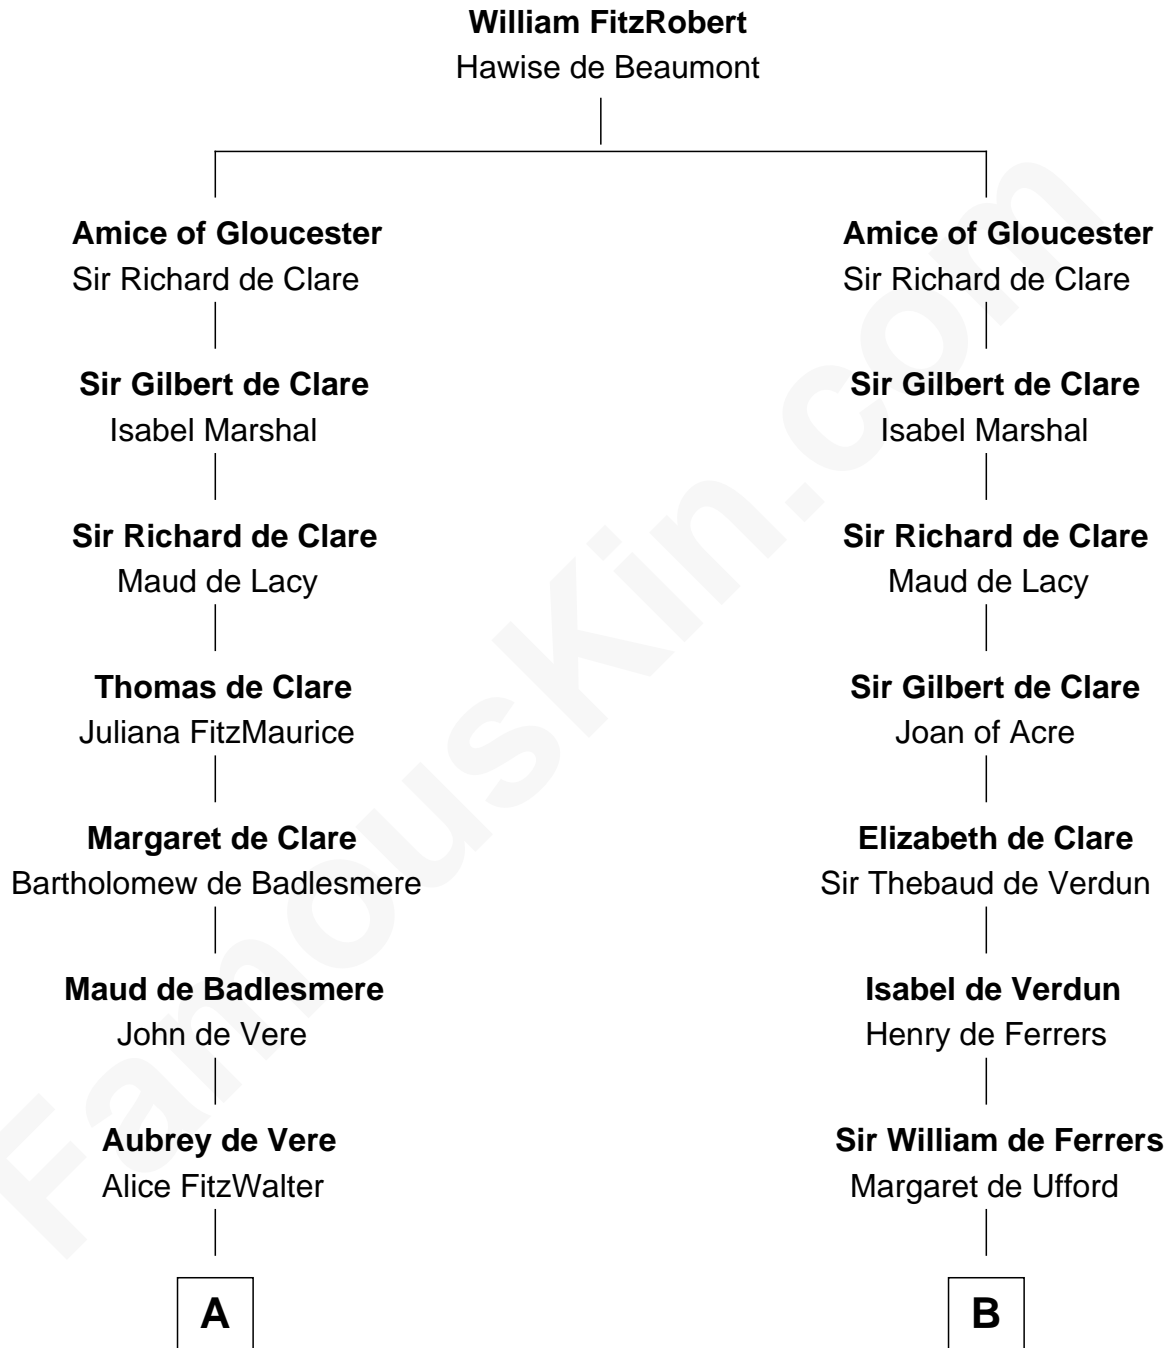 William FitzRobert
Hawise de Beaumont
Amice of Gloucester
Sir Richard de Clare
Sir Gilbert de Clare
Isabel Marshal
Sir Richard de Clare
Maud de Lacy
Thomas de Clare
Juliana FitzMaurice
Margaret de Clare
Bartholomew de Badlesmere
Maud de Badlesmere
John de Vere
Aubrey de Vere
Alice FitzWalter
A
Amice of Gloucester
Sir Richard de Clare
Sir Gilbert de Clare
Isabel Marshal
Sir Richard de Clare
Maud de Lacy
Sir Gilbert de Clare
Joan of Acre
Elizabeth de Clare
Sir Thebaud de Verdun
Isabel de Verdun
Henry de Ferrers
Sir William de Ferrers
Margaret de Ufford
B
FamousKin.com